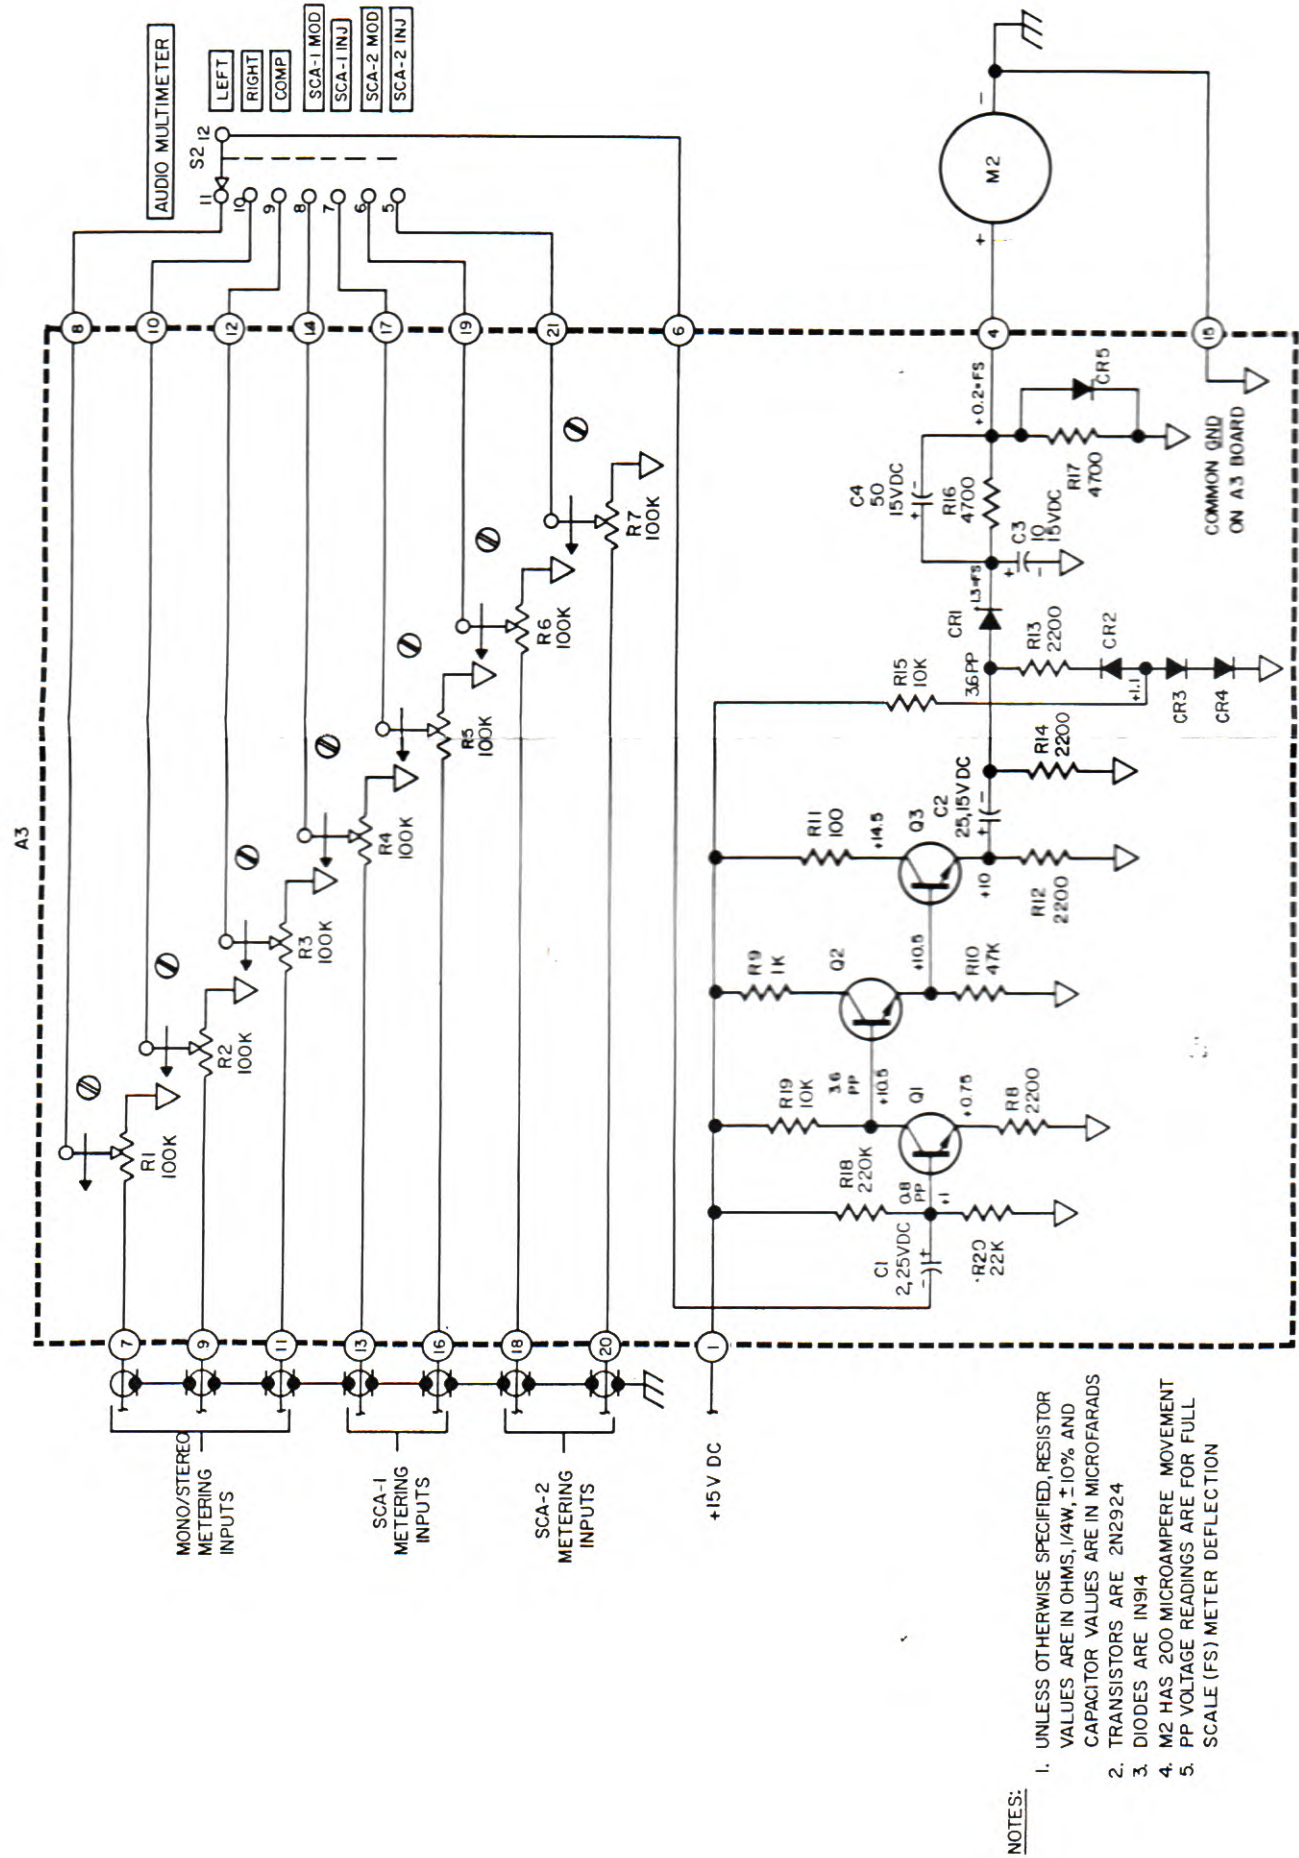 A3
AUDIO MULTIMETER
LEFT
RIGHT
COMP
SCA-1 MOD
SCA-1 INJ
SCA-2 MOD
SCA-2 INJ
S2
12
11
10
9
8
7
6
5
8
10
12
14
17
19
21
6
4
15
R1
100K
R2
100K
R3
100K
R4
100K
R5
100K
R6
100K
R7
100K
7
9
11
13
16
18
20
1
MONO/STEREO
METERING
INPUTS
SCA-1
METERING
INPUTS
SCA-2
METERING
INPUTS
+15V DC
C1
2,25VDC
-
+
R18
220K
0.8
PP
+1
R20
22K
R19
10K
3.6
PP
+10.5
Q1
+0.75
R8
2200
R9
1K
Q2
+10.5
R10
47K
R11
100
+14.5
Q3
+10
R12
2200
C2
25,15VDC
+
-
R14
2200
R15
10K
3.6PP
CR1
R13
2200
CR2
+1.1
CR3
CR4
1.3=FS
C3
10
15VDC
+
-
C4
50
15VDC
+
-
R16
4700
+0.2=FS
R17
4700
CR5
M2
+
-
COMMON GND
ON A3 BOARD
NOTES:
1. UNLESS OTHERWISE SPECIFIED, RESISTOR
VALUES ARE IN OHMS, 1/4W, ±10% AND
CAPACITOR VALUES ARE IN MICROFARADS
2. TRANSISTORS ARE 2N2924
3. DIODES ARE IN914
4. M2 HAS 200 MICROAMPERE MOVEMENT
5. PP VOLTAGE READINGS ARE FOR FULL
SCALE (FS) METER DEFLECTION